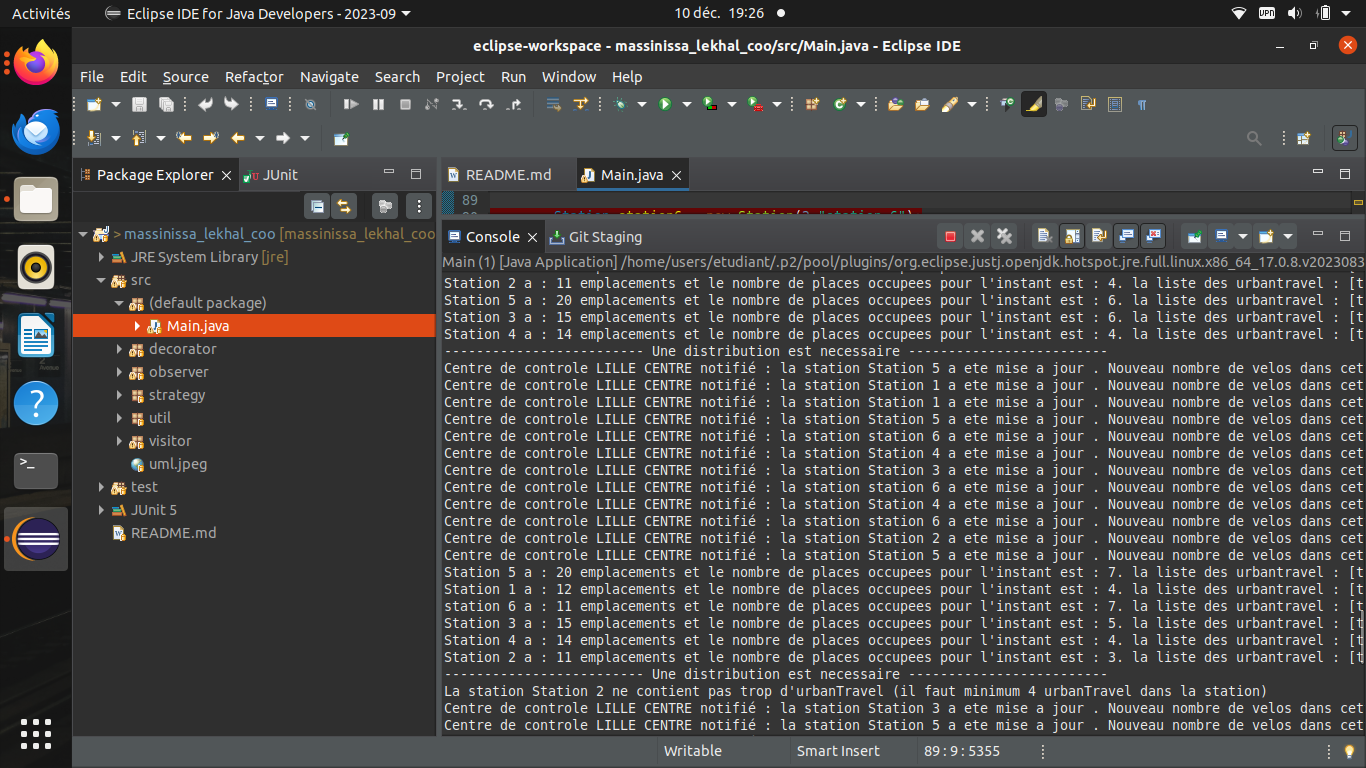 Activités
Eclipse IDE for Java Developers - 2023-09
10 déc. 19:26
VPN
eclipse-workspace - massinissa_lekhal_coo/src/Main.java - Eclipse IDE
File Edit Source Refactor Navigate Search Project Run Window Help
Package Explorer
JUnit
README.md
Main.java
89
> massinissa_lekhal_coo [massinissa_lekhal_coo
JRE System Library [jre]
src
(default package)
Main.java
decorator
observer
strategy
util
visitor
uml.jpeg
test
JUnit 5
README.md
Console
Git Staging
Main (1) [Java Application] /home/users/etudiant/.p2/pool/plugins/org.eclipse.justj.openjdk.hotspot.jre.full.linux.x86_64_17.0.8.v2023083
Station 2 a : 11 emplacements et le nombre de places occupees pour l'instant est : 4. la liste des urbantravel : [t
Station 5 a : 20 emplacements et le nombre de places occupees pour l'instant est : 6. la liste des urbantravel : [t
Station 3 a : 15 emplacements et le nombre de places occupees pour l'instant est : 6. la liste des urbantravel : [t
Station 4 a : 14 emplacements et le nombre de places occupees pour l'instant est : 4. la liste des urbantravel : [t
------------------------- Une distribution est necessaire -------------------------
Centre de controle LILLE CENTRE notifié : la station Station 5 a ete mise a jour . Nouveau nombre de velos dans cet
Centre de controle LILLE CENTRE notifié : la station Station 1 a ete mise a jour . Nouveau nombre de velos dans cet
Centre de controle LILLE CENTRE notifié : la station Station 1 a ete mise a jour . Nouveau nombre de velos dans cet
Centre de controle LILLE CENTRE notifié : la station Station 5 a ete mise a jour . Nouveau nombre de velos dans cet
Centre de controle LILLE CENTRE notifié : la station Station 6 a ete mise a jour . Nouveau nombre de velos dans cet
Centre de controle LILLE CENTRE notifié : la station Station 4 a ete mise a jour . Nouveau nombre de velos dans cet
Centre de controle LILLE CENTRE notifié : la station Station 3 a ete mise a jour . Nouveau nombre de velos dans cet
Centre de controle LILLE CENTRE notifié : la station Station 6 a ete mise a jour . Nouveau nombre de velos dans cet
Centre de controle LILLE CENTRE notifié : la station Station 4 a ete mise a jour . Nouveau nombre de velos dans cet
Centre de controle LILLE CENTRE notifié : la station Station 6 a ete mise a jour . Nouveau nombre de velos dans cet
Centre de controle LILLE CENTRE notifié : la station Station 2 a ete mise a jour . Nouveau nombre de velos dans cet
Centre de controle LILLE CENTRE notifié : la station Station 5 a ete mise a jour . Nouveau nombre de velos dans cet
Station 5 a : 20 emplacements et le nombre de places occupees pour l'instant est : 7. la liste des urbantravel : [t
Station 1 a : 12 emplacements et le nombre de places occupees pour l'instant est : 4. la liste des urbantravel : [t
station 6 a : 11 emplacements et le nombre de places occupees pour l'instant est : 7. la liste des urbantravel : [t
Station 3 a : 15 emplacements et le nombre de places occupees pour l'instant est : 5. la liste des urbantravel : [t
Station 4 a : 14 emplacements et le nombre de places occupees pour l'instant est : 4. la liste des urbantravel : [t
Station 2 a : 11 emplacements et le nombre de places occupees pour l'instant est : 3. la liste des urbantravel : [t
------------------------- Une distribution est necessaire -------------------------
La station Station 2 ne contient pas trop d'urbanTravel (il faut minimum 4 urbanTravel dans la station)
Centre de controle LILLE CENTRE notifié : la station Station 3 a ete mise a jour . Nouveau nombre de velos dans cet
Centre de controle LILLE CENTRE notifié : la station Station 5 a ete mise a jour . Nouveau nombre de velos dans cet
Writable
Smart Insert
89 : 9 : 5355